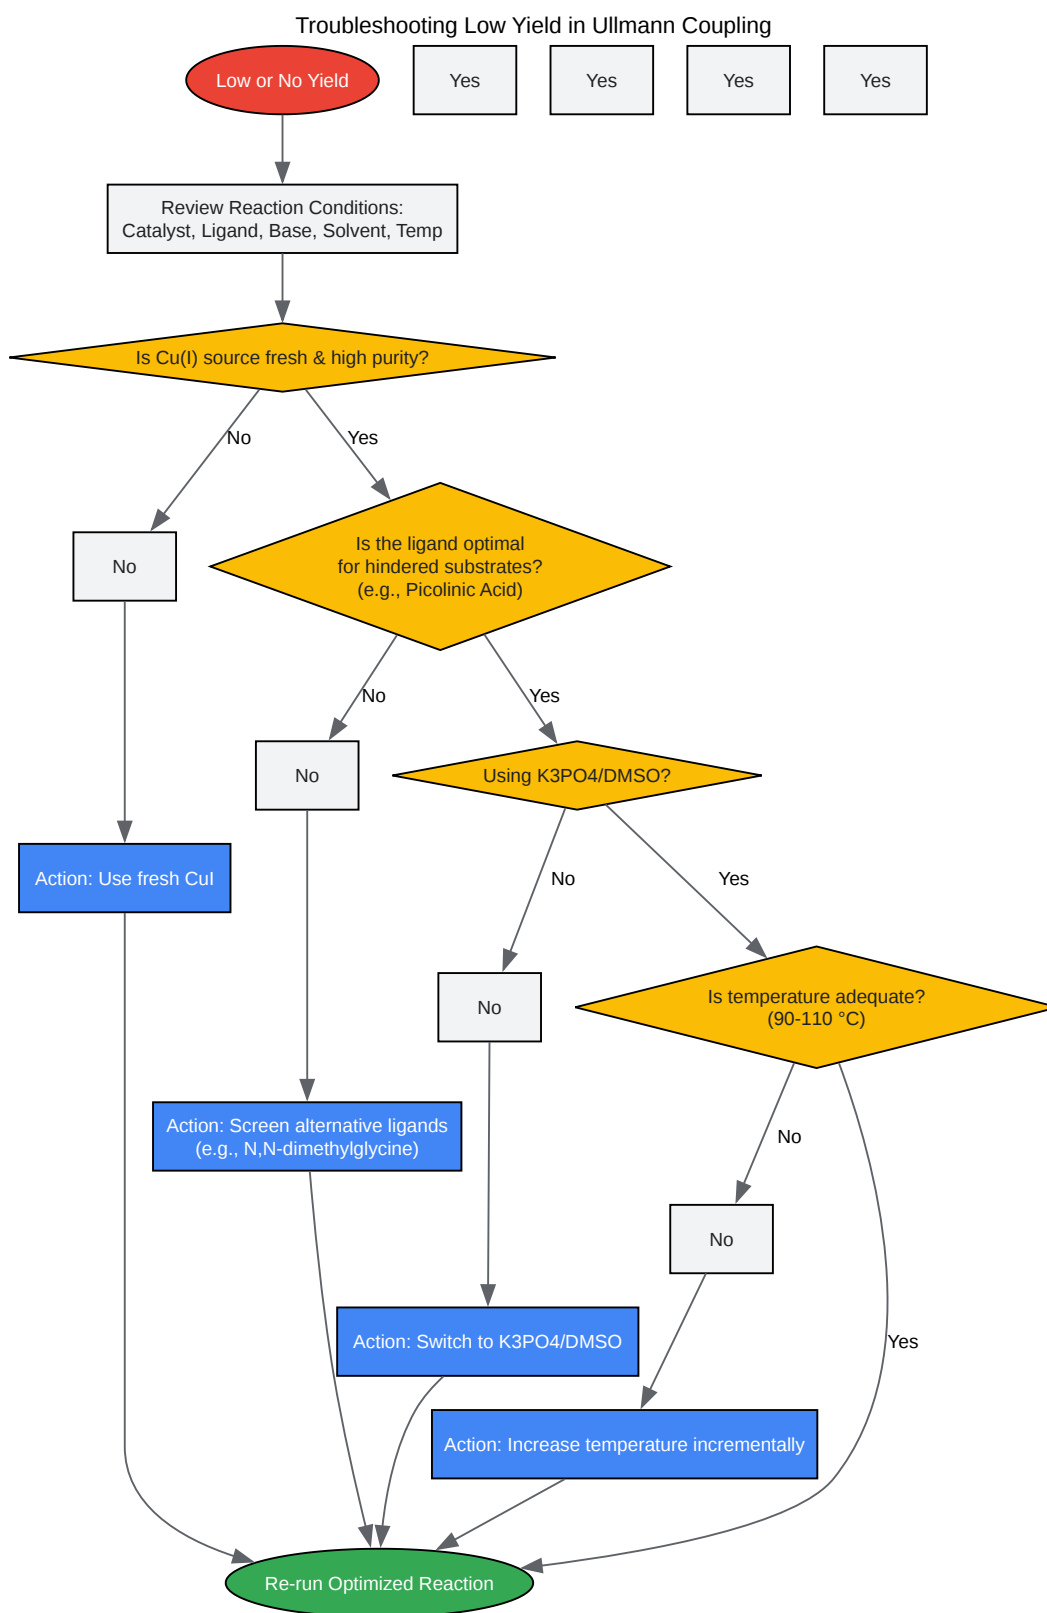 Troubleshooting Low Yield in Ullmann Coupling
Low or No Yield
Yes
Yes
Yes
Yes
Review Reaction Conditions:
Catalyst, Ligand, Base, Solvent, Temp
Is Cu(I) source fresh & high purity?
No
Yes
Is the ligand optimal
for hindered substrates?
(e.g., Picolinic Acid)
No
No
Yes
No
Using K3PO4/DMSO?
Action: Use fresh CuI
No
Yes
No
Is temperature adequate?
(90-110 °C)
Action: Screen alternative ligands
(e.g., N,N-dimethylglycine)
No
No
Action: Switch to K3PO4/DMSO
Yes
Action: Increase temperature incrementally
Re-run Optimized Reaction